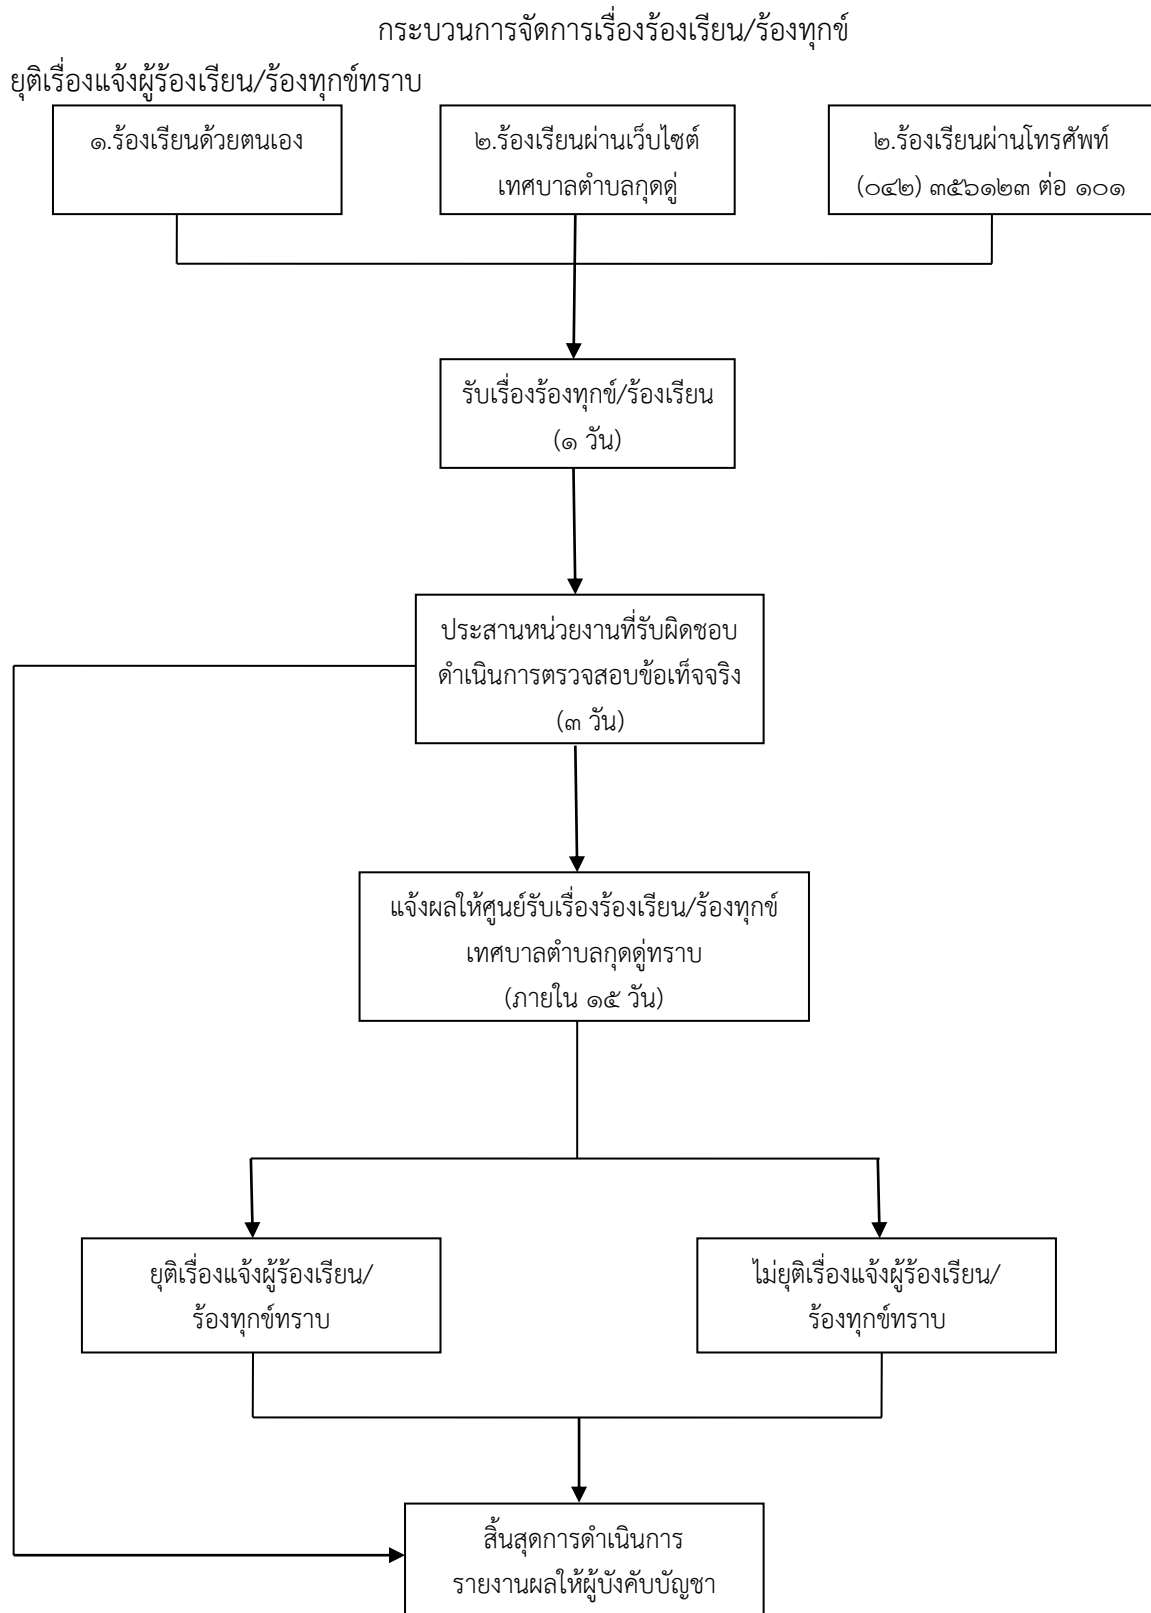 กระบวนการจัดการเรื่องร้องเรียน/ร้องทุกข์
ยุติเรื่องแจ้งผู้ร้องเรียน/ร้องทุกข์ทราบ
๑.ร้องเรียนด้วยตนเอง
๒.ร้องเรียนผ่านเว็บไซต์
เทศบาลตำบลกุดดู่
๒.ร้องเรียนผ่านโทรศัพท์
(๐๔๒) ๓๕๖๑๒๓ ต่อ ๑๐๑
รับเรื่องร้องทุกข์/ร้องเรียน
(๑ วัน)
ประสานหน่วยงานที่รับผิดชอบ
ดำเนินการตรวจสอบข้อเท็จจริง
(๓ วัน)
แจ้งผลให้ศูนย์รับเรื่องร้องเรียน/ร้องทุกข์
เทศบาลตำบลกุดดู่ทราบ
(ภายใน ๑๕ วัน)
ยุติเรื่องแจ้งผู้ร้องเรียน/
ร้องทุกข์ทราบ
ไม่ยุติเรื่องแจ้งผู้ร้องเรียน/
ร้องทุกข์ทราบ
สิ้นสุดการดำเนินการ
รายงานผลให้ผู้บังคับบัญชา